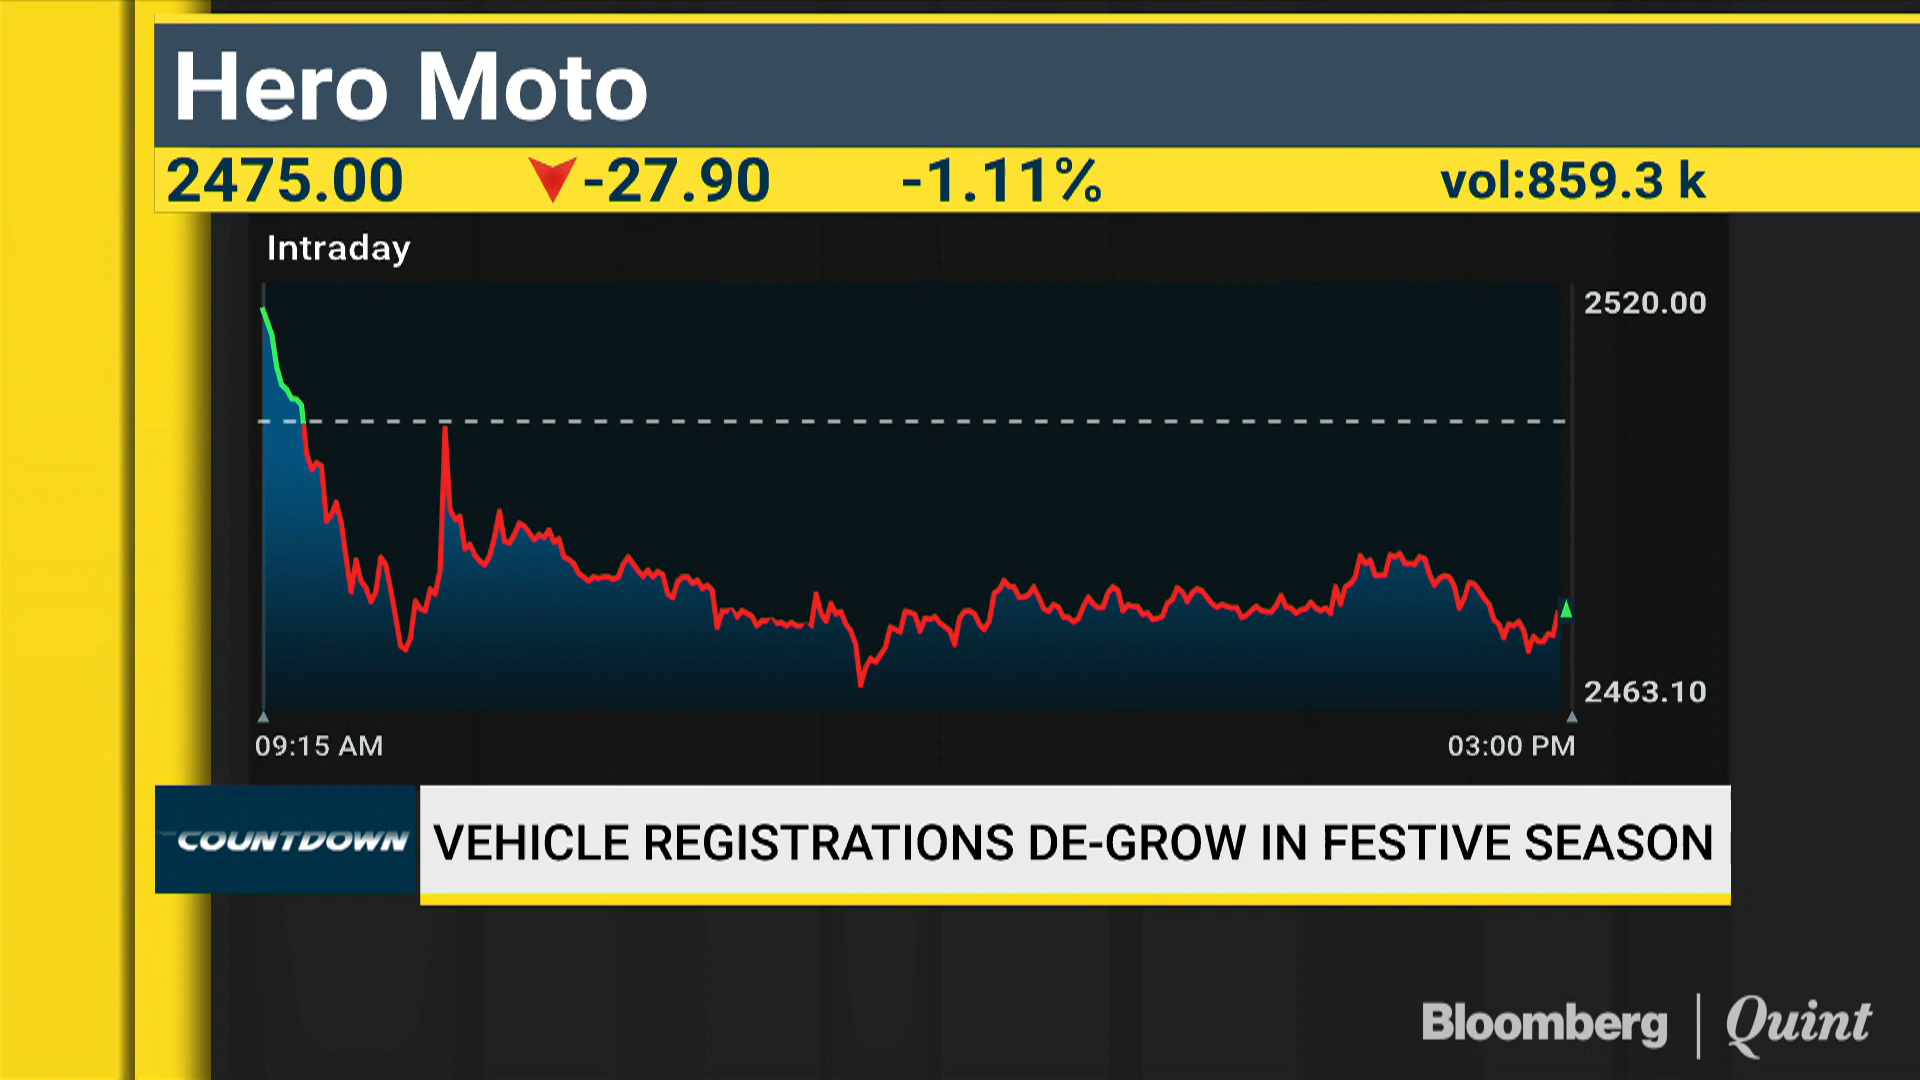 Hero Moto
2475.00 -27.90 -1.11% vol:859.3 k
Intraday
2520.00
2463.10
09:15 AM 03:00 PM
COUNTDOWN VEHICLE REGISTRATIONS DE-GROW IN FESTIVE SEASON
Bloomberg | Quint